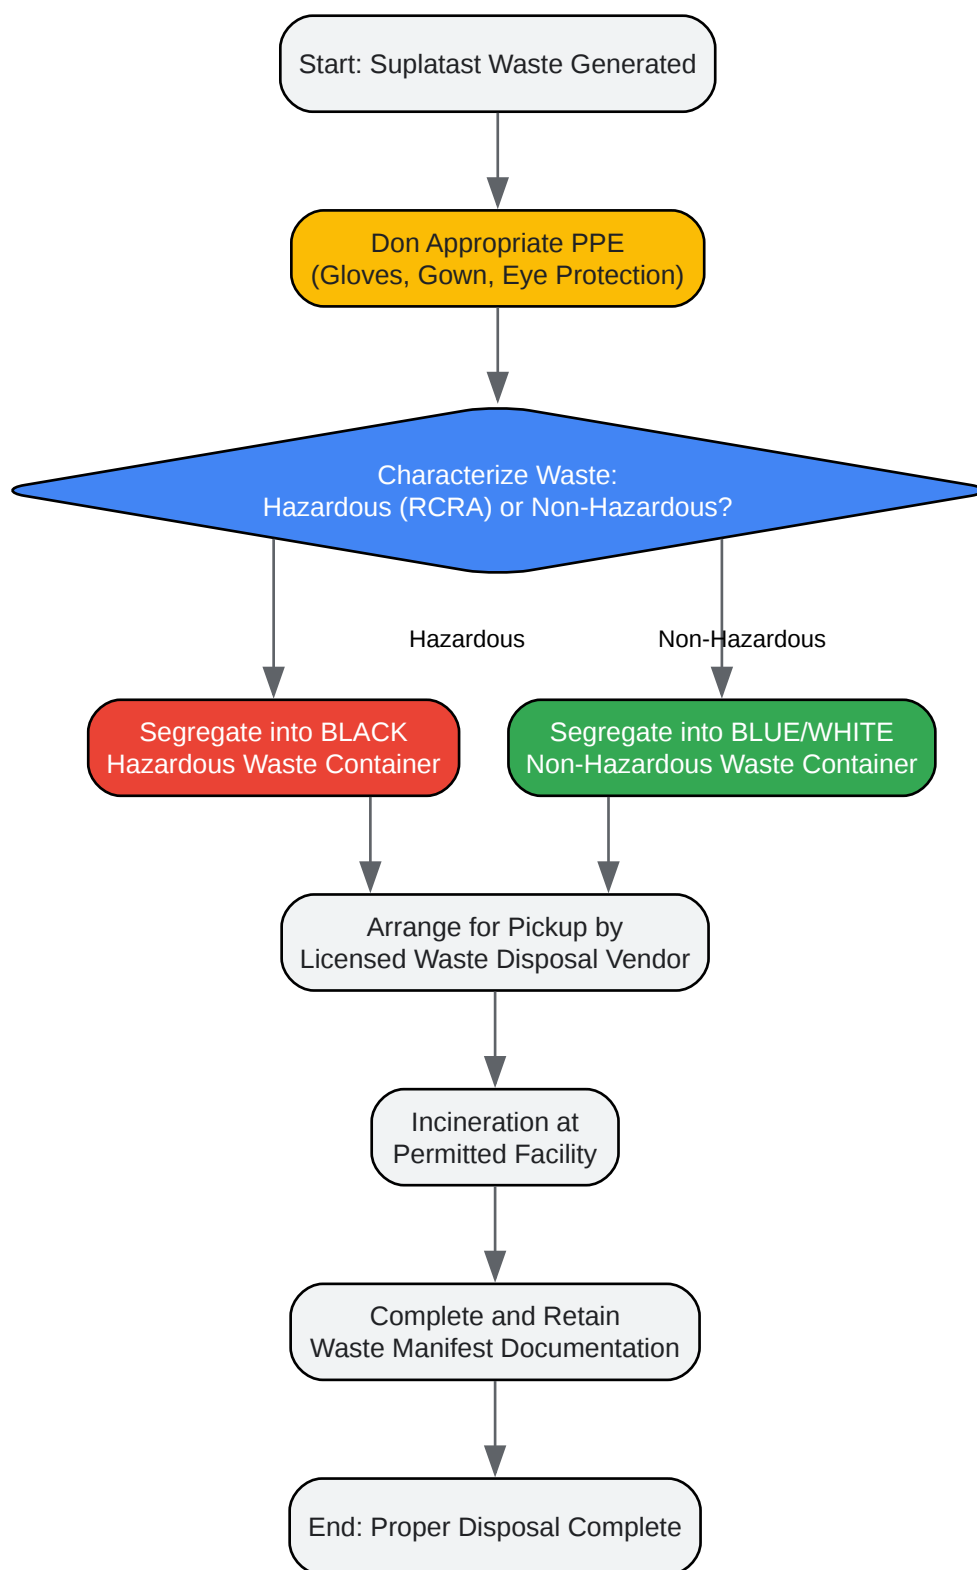 Start: Suplatast Waste Generated
Don Appropriate PPE
(Gloves, Gown, Eye Protection)
Characterize Waste:
Hazardous (RCRA) or Non-Hazardous?
Hazardous
Non-Hazardous
Segregate into BLACK
Hazardous Waste Container
Segregate into BLUE/WHITE
Non-Hazardous Waste Container
Arrange for Pickup by
Licensed Waste Disposal Vendor
Incineration at
Permitted Facility
Complete and Retain
Waste Manifest Documentation
End: Proper Disposal Complete